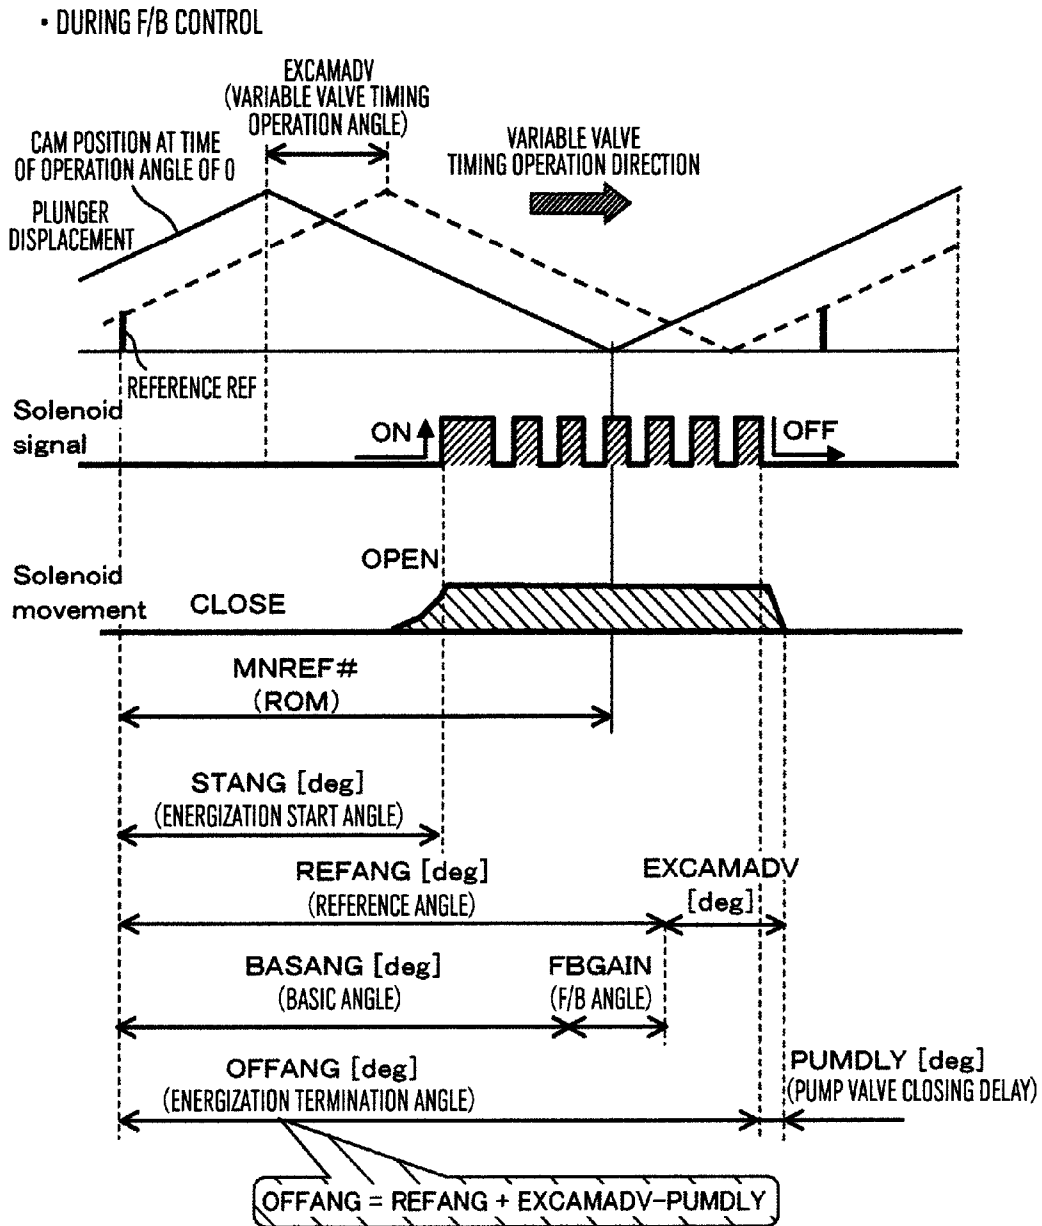 • DURING F/B CONTROL
EXCAMADV
(VARIABLE VALVE TIMING
OPERATION ANGLE)
CAM POSITION AT TIME
OF OPERATION ANGLE OF 0
VARIABLE VALVE
TIMING OPERATION DIRECTION
PLUNGER
DISPLACEMENT
REFERENCE REF
Solenoid
signal
ON
OFF
OPEN
Solenoid
movement
CLOSE
MNREF#
(ROM)
STANG [deg]
(ENERGIZATION START ANGLE)
REFANG [deg]
(REFERENCE ANGLE)
EXCAMADV
[deg]
BASANG [deg]
(BASIC ANGLE)
FBGAIN
(F/B ANGLE)
OFFANG [deg]
(ENERGIZATION TERMINATION ANGLE)
PUMDLY [deg]
(PUMP VALVE CLOSING DELAY)
OFFANG = REFANG + EXCAMADV-PUMDLY